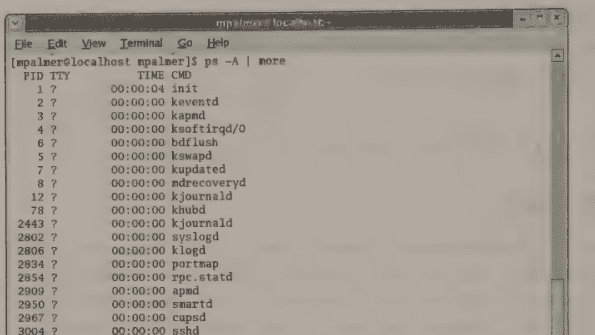 mpalmer@localhost:~
File Edit View Terminal Go Help
[mpalmer@localhost mpalmer]$ ps -A | more
PID TTY TIME CMD
1 ? 00:00:04 init
2 ? 00:00:00 keventd
3 ? 00:00:00 kapmd
4 ? 00:00:00 ksoftirqd/0
6 ? 00:00:00 bdflush
5 ? 00:00:00 kswapd
7 ? 00:00:00 kupdated
8 ? 00:00:00 mdrecoveryd
12 ? 00:00:00 kjournald
78 ? 00:00:00 khubd
2443 ? 00:00:00 kjournald
2802 ? 00:00:00 syslogd
2806 ? 00:00:00 klogd
2834 ? 00:00:00 portmap
2854 ? 00:00:00 rpc.statd
2909 ? 00:00:00 apmd
2950 ? 00:00:00 smartd
2967 ? 00:00:00 cupsd
3004 ? 00:00:00 sshd